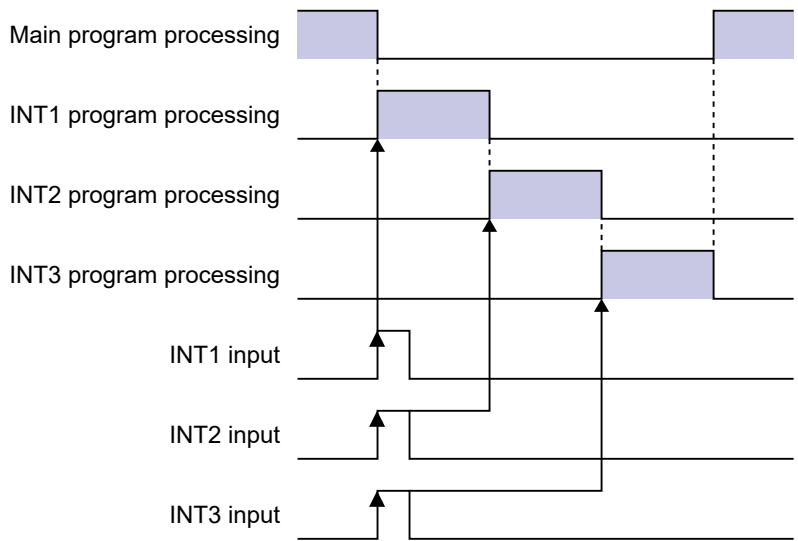 Main program processing
INT1 program processing
INT2 program processing
INT3 program processing
INT1 input
INT2 input
INT3 input